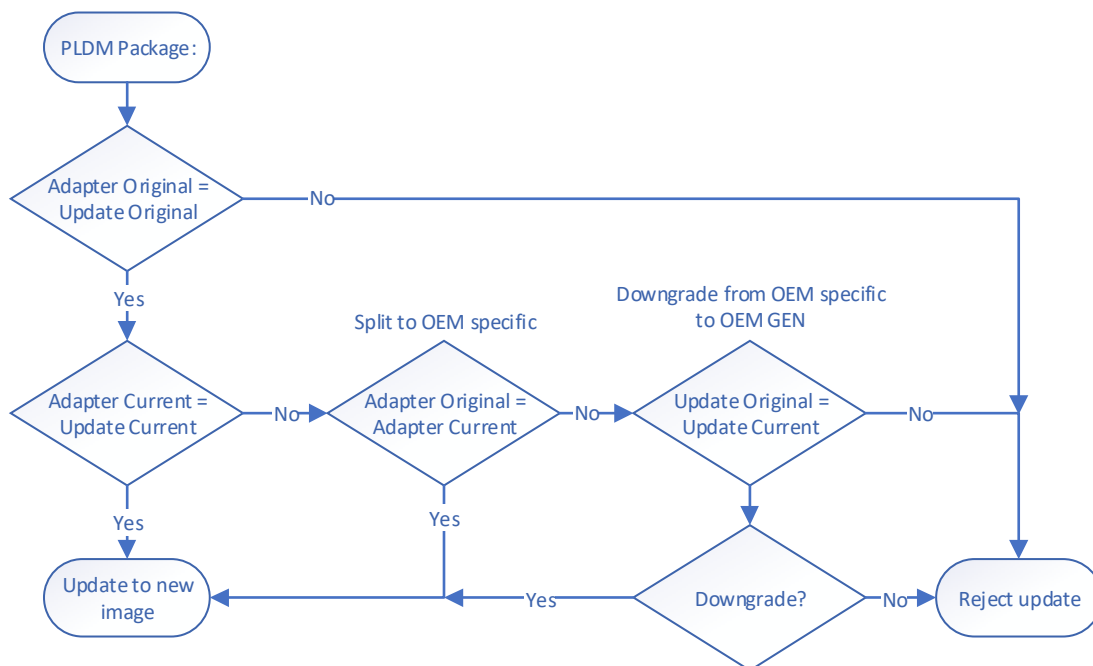 PLDM Package:
Adapter Original =
Update Original
No
Yes
Downgrade from OEM specific
to OEM GEN
Split to OEM specific
Adapter Current =
Update Current
No
Adapter Original =
Adapter Current
No
Update Original =
Update Current
No
Yes
Yes
Update to new
image
Yes
Downgrade?
No
Reject update